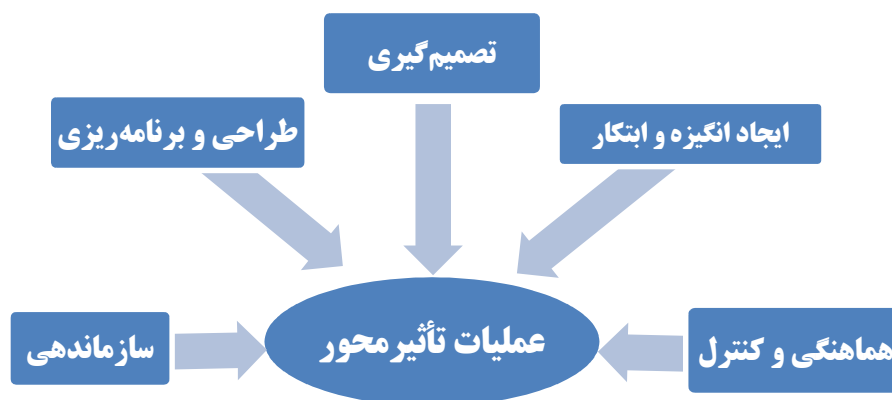 تصمیم‌گیری
ایجاد انگیزه و ابتکار
طراحی و برنامه‌ریزی
هماهنگی و کنترل
عملیات تأثیرمحور
سازماندهی